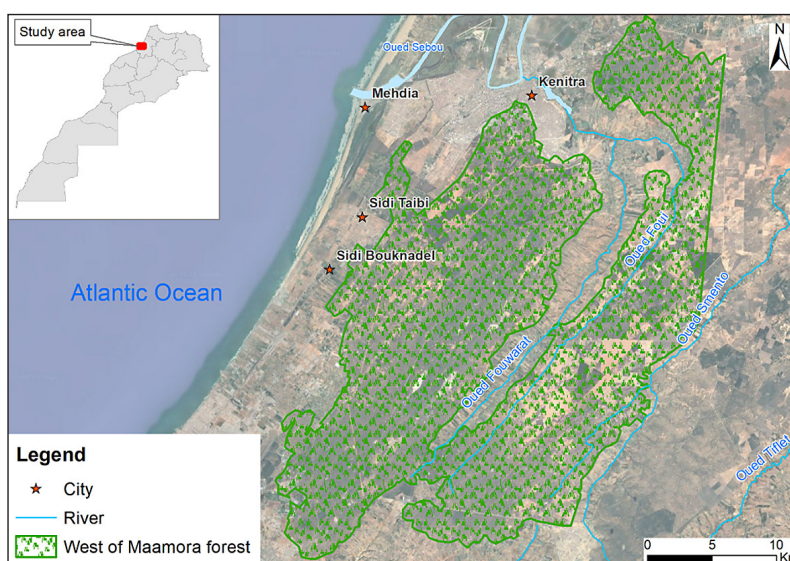 Study area
Oued Sebou
N
Mehdia
Kenitra
Sidi Taibi
Sidi Bouknadel
Atlantic Ocean
Oued Foui
Oued Smento
Oued Fouwarat
Oued Tiflet
Legend
City
River
West of Maamora forest
0 5 10